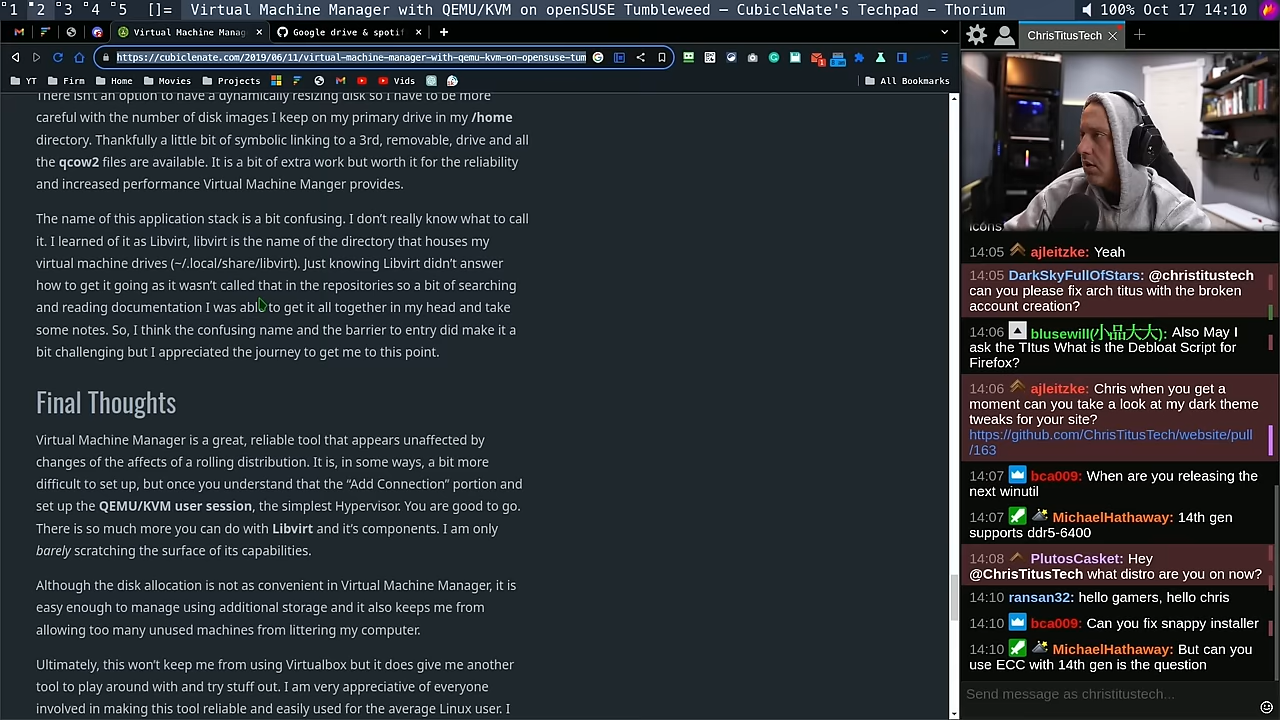 1 2 3 4 5 []= Virtual Machine Manager with QEMU/KVM on openSUSE Tumbleweed – CubicleNate's Techpad – Thorium 100% Oct 17 14:10
Virtual Machine Manag × Google drive & spotif × +
https://cubiclenate.com/2019/06/11/virtual-machine-manager-with-qemu-kvm-on-opensuse-tum
YT Firm Home Movies Projects Vids All Bookmarks
There isn't an option to have a dynamically resizing disk so I have to be more
careful with the number of disk images I keep on my primary drive in my /home
directory. Thankfully a little bit of symbolic linking to a 3rd, removable, drive and all
the qcow2 files are available. It is a bit of extra work but worth it for the reliability
and increased performance Virtual Machine Manger provides.
The name of this application stack is a bit confusing. I don't really know what to call
it. I learned of it as Libvirt, libvirt is the name of the directory that houses my
virtual machine drives (~/.local/share/libvirt). Just knowing Libvirt didn't answer
how to get it going as it wasn't called that in the repositories so a bit of searching
and reading documentation I was able to get it all together in my head and take
some notes. So, I think the confusing name and the barrier to entry did make it a
bit challenging but I appreciated the journey to get me to this point.
Final Thoughts
Virtual Machine Manager is a great, reliable tool that appears unaffected by
changes of the affects of a rolling distribution. It is, in some ways, a bit more
difficult to set up, but once you understand that the “Add Connection” portion and
set up the QEMU/KVM user session, the simplest Hypervisor. You are good to go.
There is so much more you can do with Libvirt and it's components. I am only
barely scratching the surface of its capabilities.
Although the disk allocation is not as convenient in Virtual Machine Manager, it is
easy enough to manage using additional storage and it also keeps me from
allowing too many unused machines from littering my computer.
Ultimately, this won't keep me from using Virtualbox but it does give me another
tool to play around with and try stuff out. I am very appreciative of everyone
involved in making this tool reliable and easily used for the average Linux user. I
ChrisTitusTech
icons
14:05 ajleitzke: Yeah
14:05 DarkSkyFullOfStars: @christitustech
can you please fix arch titus with the broken
account creation?
14:06 blusewill(小品大大): Also May I
ask the TItus What is the Debloat Script for
Firefox?
14:06 ajleitzke: Chris when you get a
moment can you take a look at my dark theme
tweaks for your site?
https://github.com/ChrisTitusTech/website/pull
/163
14:07 bca009: When are you releasing the
next winutil
14:07 MichaelHathaway: 14th gen
supports ddr5-6400
14:08 PlutosCasket: Hey
@ChrisTitusTech what distro are you on now?
14:10 ransan32: hello gamers, hello chris
14:10 bca009: Can you fix snappy installer
14:10 MichaelHathaway: But can you
use ECC with 14th gen is the question
Send message as christitustech...